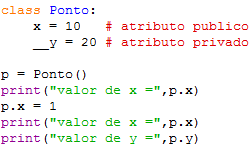 class Ponto:
    x = 10   # atributo publico
    __y = 20 # atributo privado

p = Ponto()
print("valor de x =",p.x)
p.x = 1
print("valor de x =",p.x)
print("valor de y =",p.y)